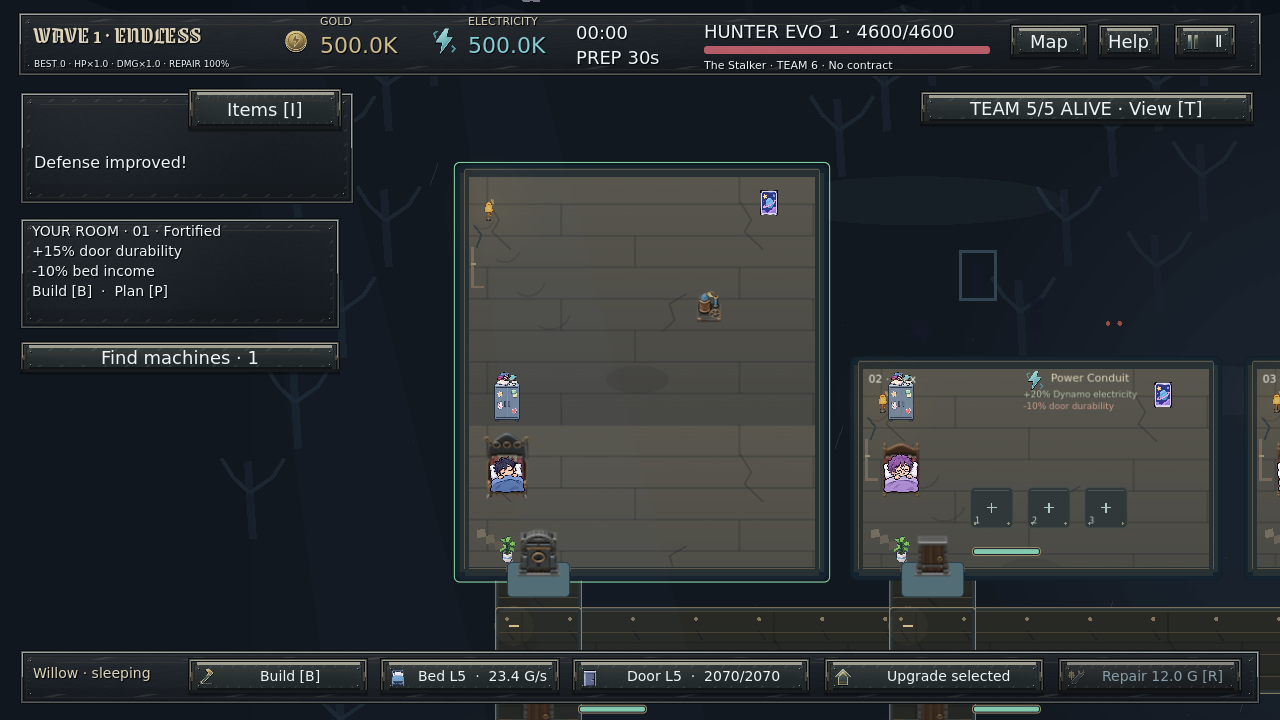 WAVE 1 · ENDLESS
BEST 0 · HP×1.0 · DMG×1.0 · REPAIR 100%
GOLD
500.0K
ELECTRICITY
500.0K
00:00
PREP 30s
HUNTER EVO 1 · 4600/4600
The Stalker · TEAM 6 · No contract
Map
Help
II
Items [I]
Defense improved!
TEAM 5/5 ALIVE · View [T]
YOUR ROOM · 01 · Fortified
+15% door durability
-10% bed income
Build [B] · Plan [P]
Find machines · 1
02 ·
Power Conduit
+20% Dynamo electricity
-10% door durability
03
+
+
+
1
2
3
Willow · sleeping
Build [B]
Bed L5 · 23.4 G/s
Door L5 · 2070/2070
Upgrade selected
Repair 12.0 G [R]